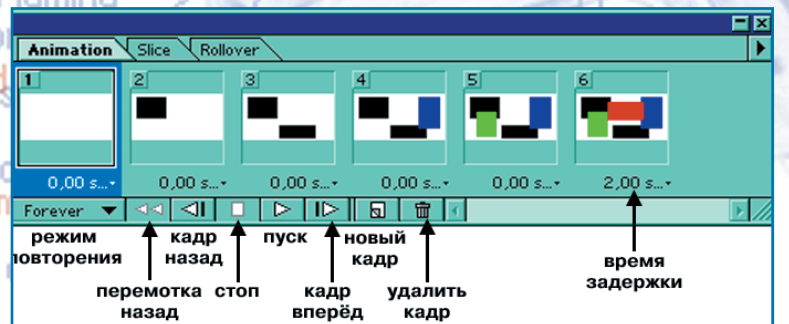 Animation Slice Rollover
1 2 3 4 5 6
0,00 s... 0,00 s... 0,00 s... 0,00 s... 0,00 s... 2,00 s...
Forever
режим
повторения
кадр
назад
пуск
новый
кадр
время
задержки
перемотка
назад
стоп
кадр
вперёд
удалить
кадр